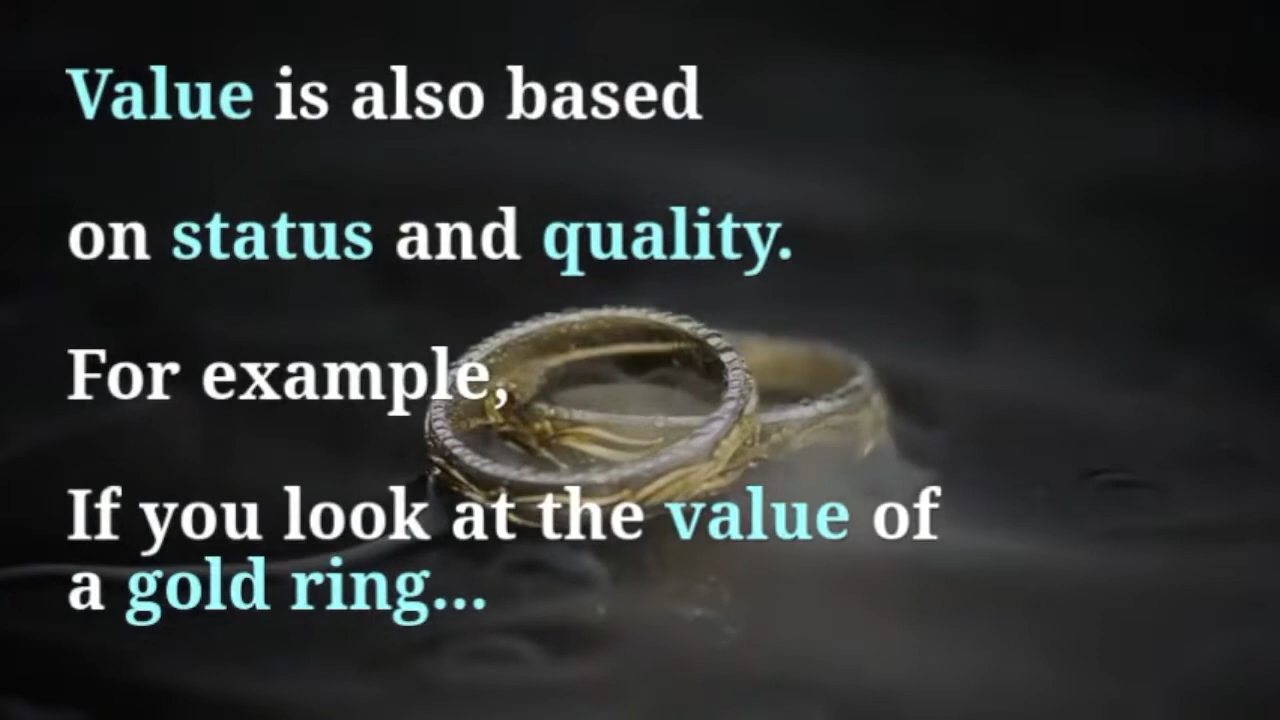 Value is also based
on status and quality.
For example,
If you look at the value of
a gold ring...